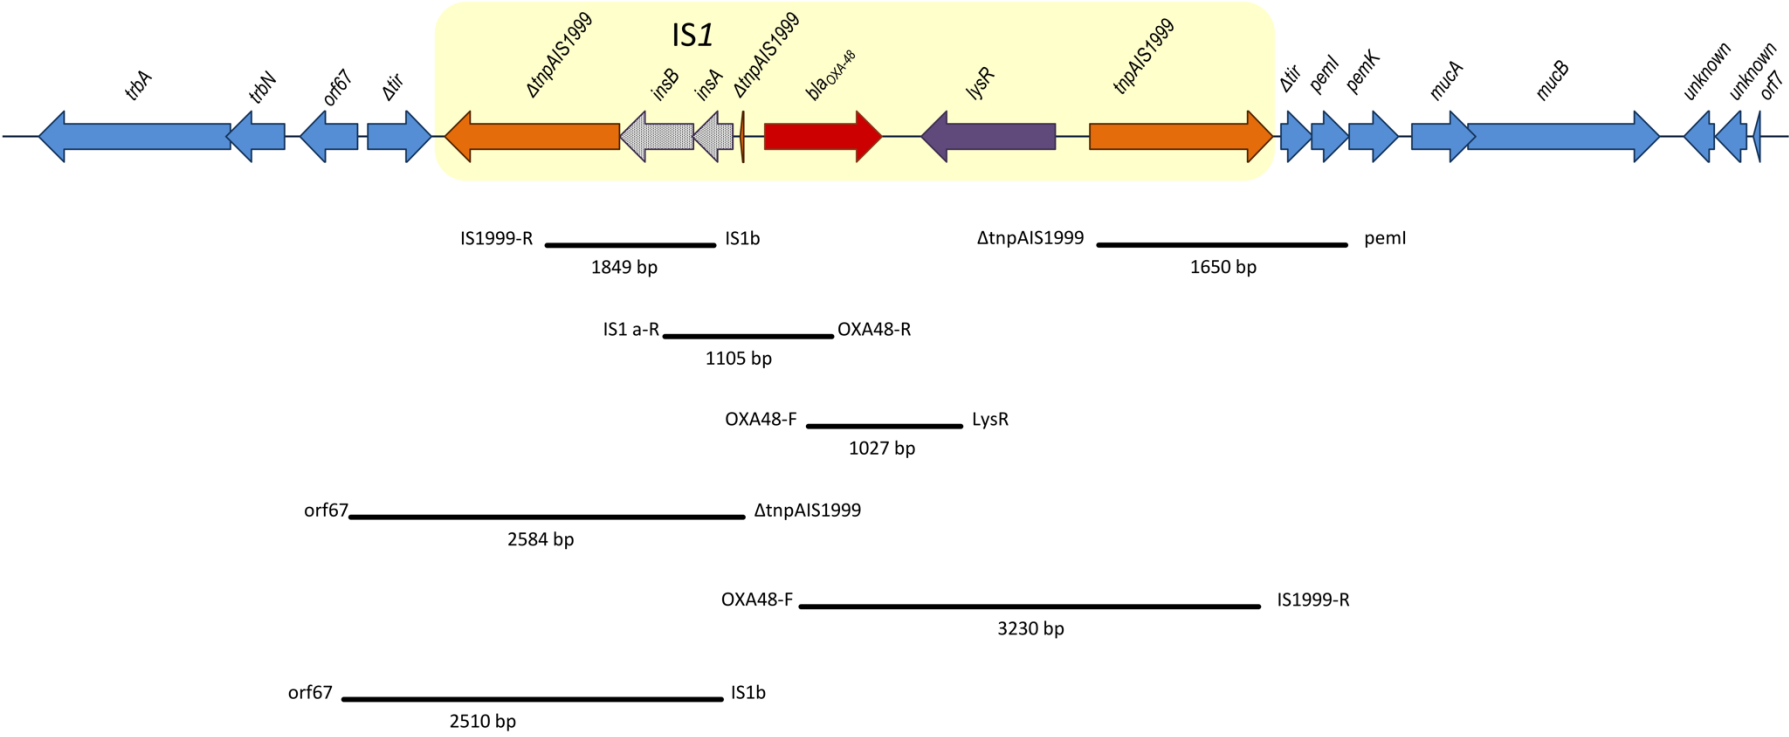 IS1
trbA
trbN
orf67
Δtir
ΔtnpAIS1999
insB
insA
ΔtnpAIS1999
blaOXA-48
lysR
tnpAIS1999
Δtir
pemI
pemK
mucA
mucB
unknown
unknown
orf7
IS1999-R IS1b
1849 bp
ΔtnpAIS1999 pemI
1650 bp
IS1 a-R OXA48-R
1105 bp
OXA48-F LysR
1027 bp
orf67 ΔtnpAIS1999
2584 bp
OXA48-F IS1999-R
3230 bp
orf67 IS1b
2510 bp